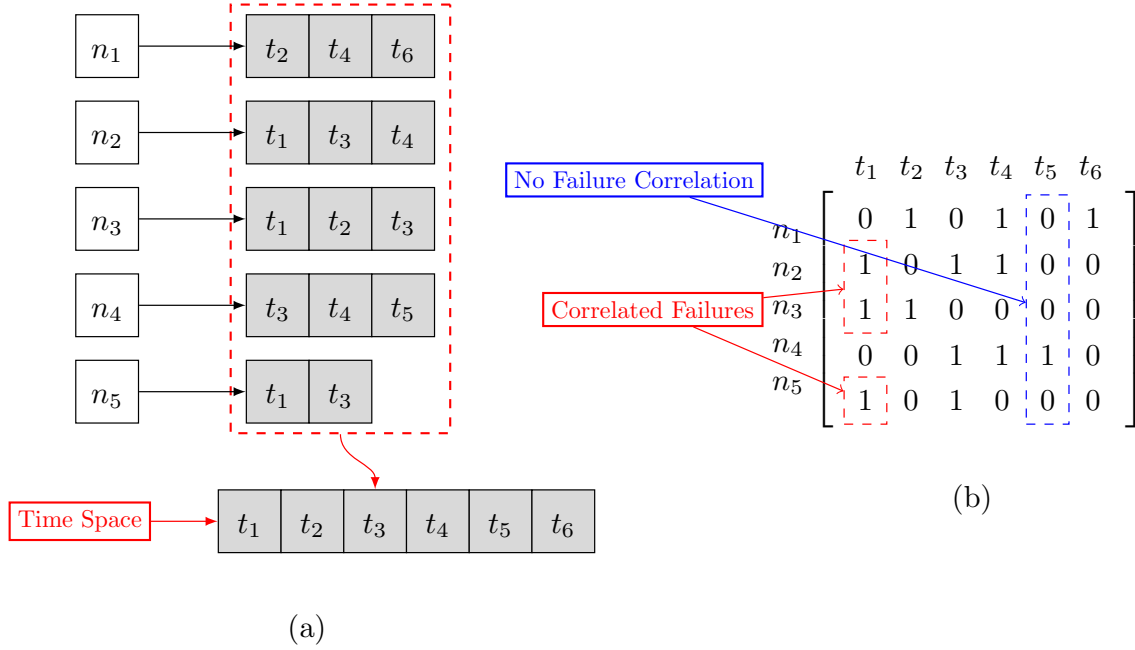 n1 t2 t4 t6
n2 t1 t3 t4
n3 t1 t2 t3
n4 t3 t4 t5
n5 t1 t3
Time Space t1 t2 t3 t4 t5 t6
(a)
No Failure Correlation
Correlated Failures
t1 t2 t3 t4 t5 t6
n1 0 1 0 1 0 1
n2 1 0 1 1 0 0
n3 1 1 0 0 0 0
n4 0 0 1 1 1 0
n5 1 0 1 0 0 0
(b)